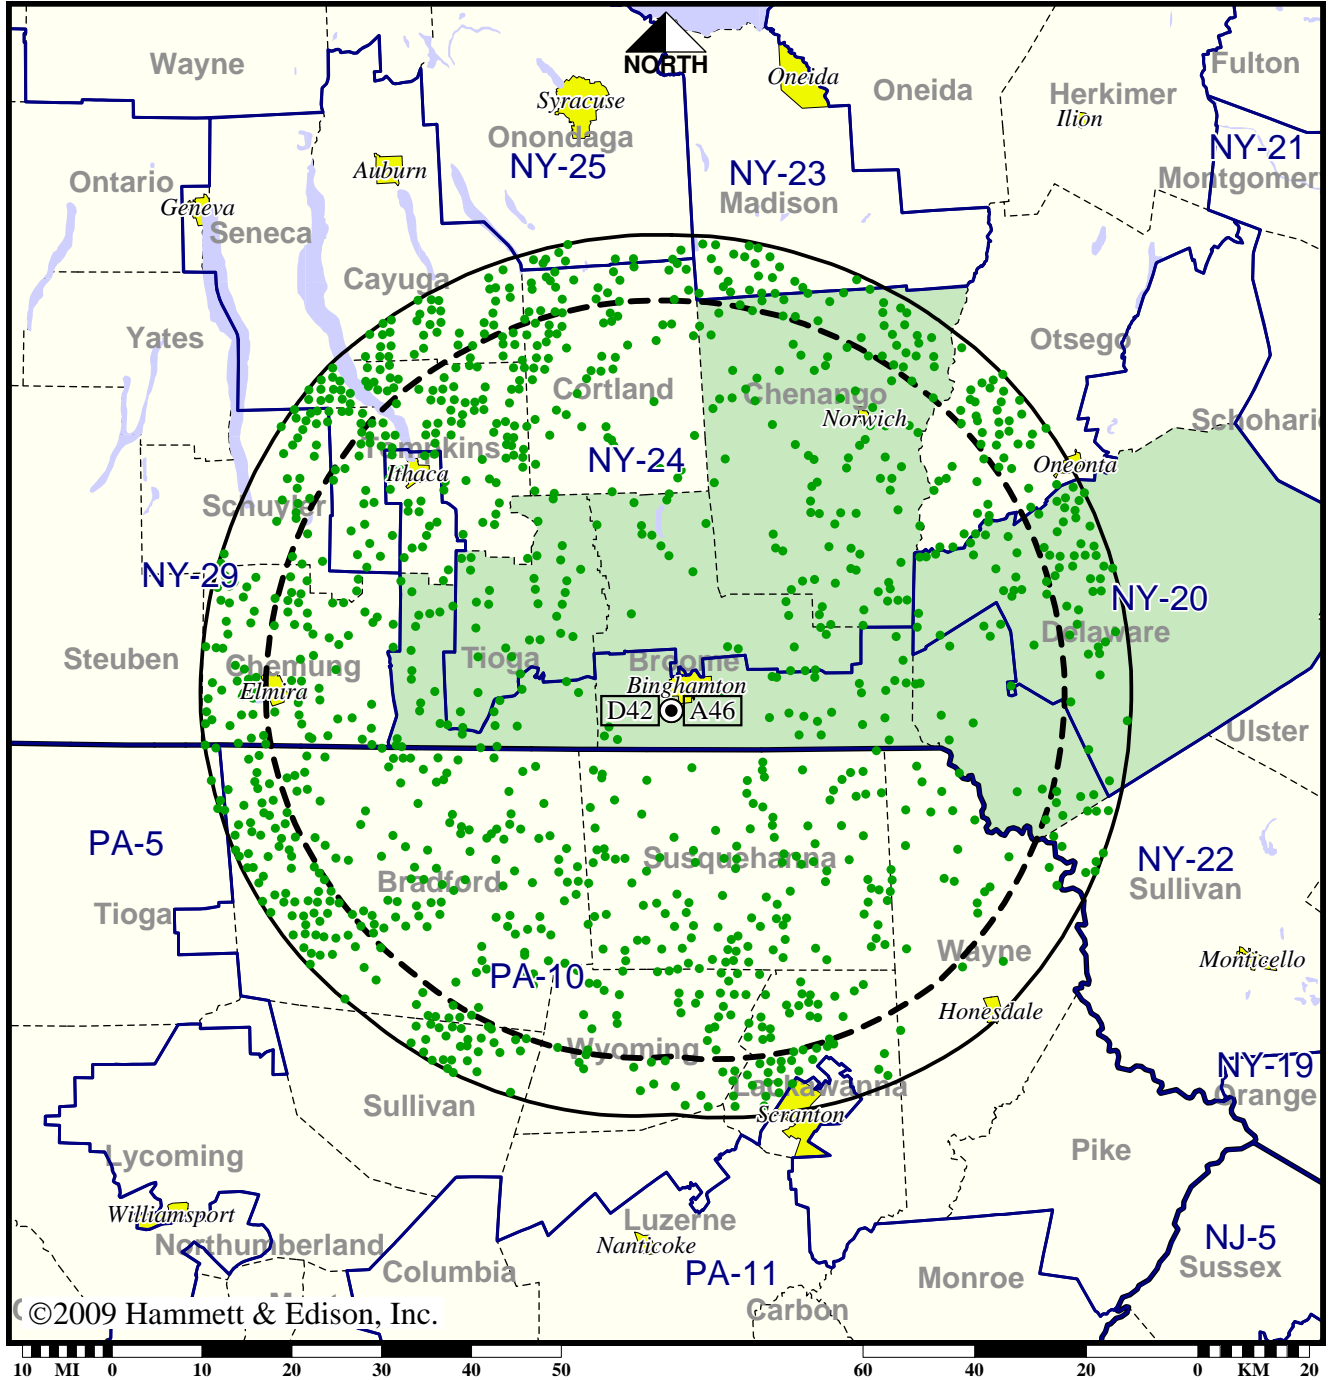 NORTH
Wayne
Fulton
Oneida
Oneida
Herkimer
Ilion
Syracuse
Onondaga
NY-25
NY-23
Madison
NY-21
Auburn
Ontario
Geneva
Seneca
Cayuga
Yates
Otsego
Cortland
Chenango
Norwich
Tompkins
Ithaca
NY-24
Oneonta
Schuyler
NY-29
NY-20
Delaware
Steuben
Chemung
Elmira
Tioga
Broome
Binghamton
D42
A46
Ulster
PA-5
Tioga
Bradford
Susquehanna
NY-22
Sullivan
PA-10
Wayne
Monticello
Honesdale
Wyoming
NY-19
Orange
Lackawanna
Scranton
Sullivan
Lycoming
Pike
Williamsport
Northumberland
Luzerne
Nanticoke
Columbia
PA-11
Monroe
NJ-5
Sussex
Carbon
©2009 Hammett & Edison, Inc.
10 MI 0 10 20 30 40 50 60 40 20 0 KM 20